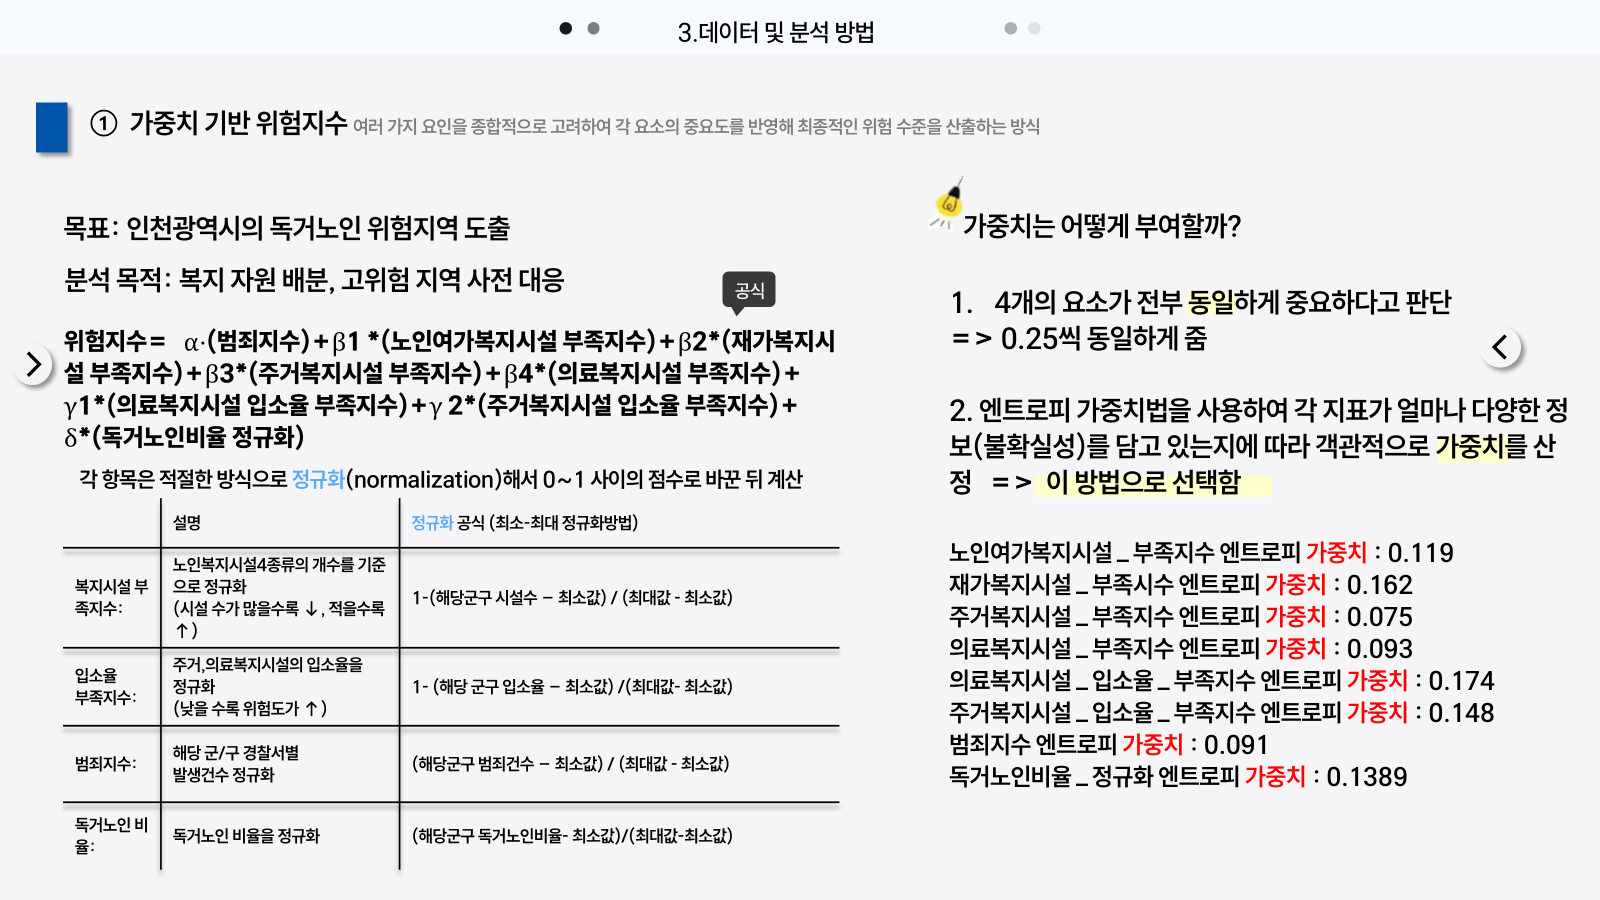 3.데이터 및 분석 방법
① 가중치 기반 위험지수 여러 가지 요인을 종합적으로 고려하여 각 요소의 중요도를 반영해 최종적인 위험 수준을 산출하는 방식
목표: 인천광역시의 독거노인 위험지역 도출
분석 목적: 복지 자원 배분, 고위험 지역 사전 대응
공식
위험지수= α·(범죄지수)+β1 *(노인여가복지시설 부족지수)+β2*(재가복지시
설 부족지수)+β3*(주거복지시설 부족지수)+β4*(의료복지시설 부족지수)+
γ1*(의료복지시설 입소율 부족지수)+γ 2*(주거복지시설 입소율 부족지수)+
δ*(독거노인비율 정규화)
각 항목은 적절한 방식으로 정규화(normalization)해서 0~1 사이의 점수로 바꾼 뒤 계산
설명
정규화 공식 (최소-최대 정규화방법)
복지시설 부
족지수:
노인복지시설4종류의 개수를 기준
으로 정규화
(시설 수가 많을수록 ↓, 적을수록
↑)
1-(해당군구 시설수 – 최소값) / (최대값 - 최소값)
입소율
부족지수:
주거,의료복지시설의 입소율을
정규화
(낮을 수록 위험도가 ↑)
1- (해당 군구 입소율 – 최소값) /(최대값- 최소값)
범죄지수:
해당 군/구 경찰서별
발생건수 정규화
(해당군구 범죄건수 – 최소값) / (최대값 - 최소값)
독거노인 비
율:
독거노인 비율을 정규화
(해당군구 독거노인비율- 최소값)/(최대값-최소값)
가중치는 어떻게 부여할까?
1. 4개의 요소가 전부 동일하게 중요하다고 판단
=> 0.25씩 동일하게 줌
2. 엔트로피 가중치법을 사용하여 각 지표가 얼마나 다양한 정
보(불확실성)를 담고 있는지에 따라 객관적으로 가중치를 산
정 => 이 방법으로 선택함
노인여가복지시설_부족지수 엔트로피 가중치 : 0.119
재가복지시설_부족시수 엔트로피 가중치 : 0.162
주거복지시설_부족지수 엔트로피 가중치 : 0.075
의료복지시설_부족지수 엔트로피 가중치 : 0.093
의료복지시설_입소율_부족지수 엔트로피 가중치 : 0.174
주거복지시설_입소율_부족지수 엔트로피 가중치 : 0.148
범죄지수 엔트로피 가중치 : 0.091
독거노인비율_정규화 엔트로피 가중치 : 0.1389